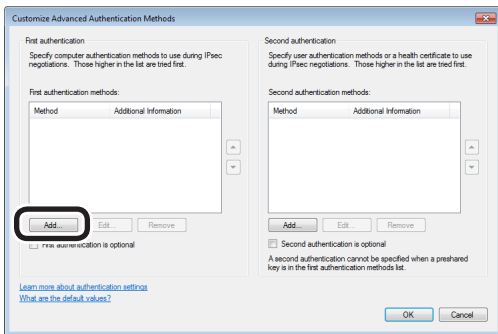 Customize Advanced Authentication Methods
First authentication
Specify computer authentication methods to use during IPsec
negotiations. Those higher in the list are tried first.
First authentication methods:
Method Additional Information
Add... Edit... Remove
First authentication is optional
Second authentication
Specify user authentication methods or a health certificate to use
during IPsec negotiations. Those higher in the list are tried first.
Second authentication methods:
Method Additional Information
Add... Edit... Remove
Second authentication is optional
A second authentication cannot be specified when a preshared
key is in the first authentication methods list.
Learn more about authentication settings
What are the default values?
OK Cancel